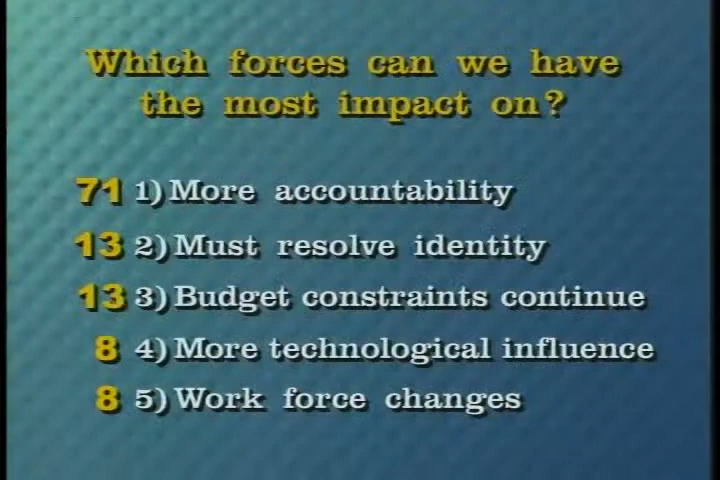 Which forces can we have
the most impact on?
71 1) More accountability
13 2) Must resolve identity
13 3) Budget constraints continue
8 4) More technological influence
8 5) Work force changes